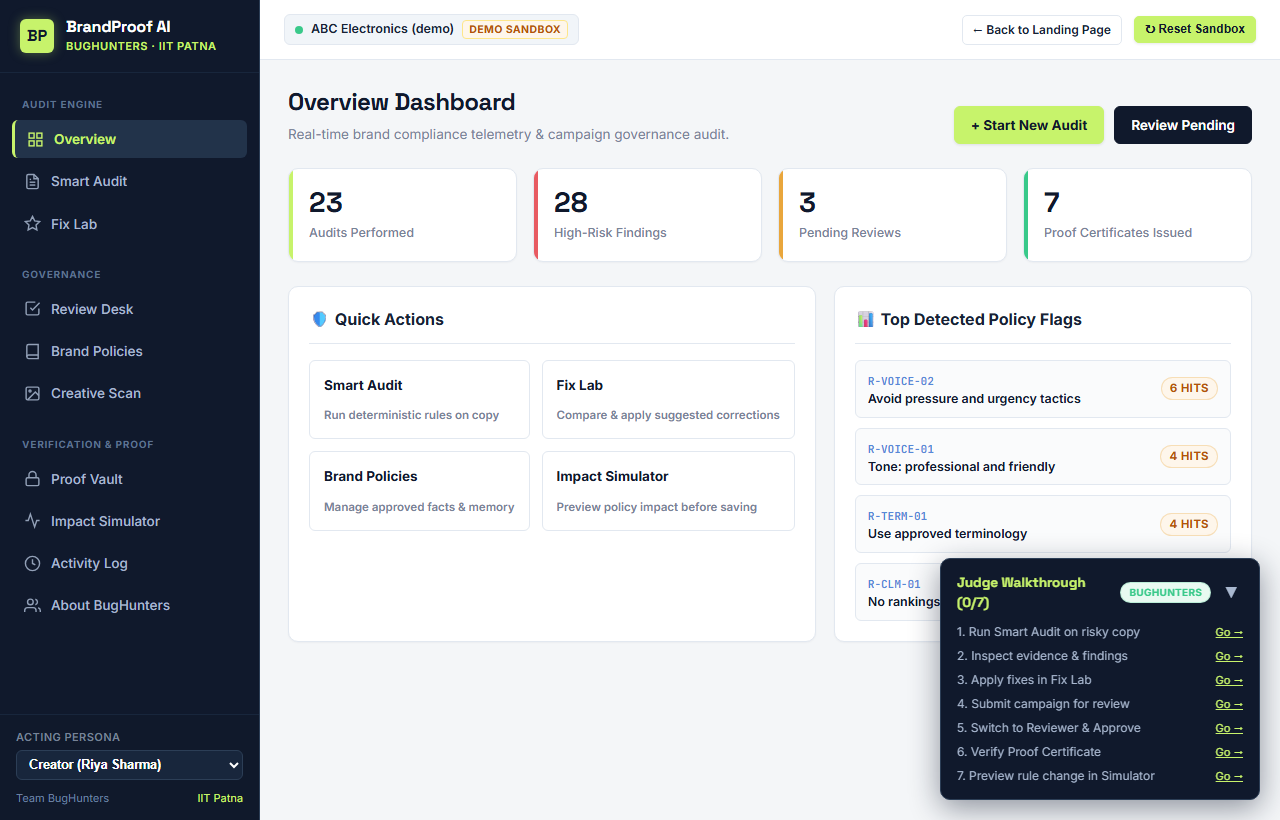 BP
BrandProof AI
BUGHUNTERS · IIT PATNA
AUDIT ENGINE
Overview
Smart Audit
Fix Lab
GOVERNANCE
Review Desk
Brand Policies
Creative Scan
VERIFICATION & PROOF
Proof Vault
Impact Simulator
Activity Log
About BugHunters
ACTING PERSONA
Creator (Riya Sharma)
Team BugHunters IIT Patna
ABC Electronics (demo) DEMO SANDBOX
← Back to Landing Page
↻ Reset Sandbox
Overview Dashboard
Real-time brand compliance telemetry & campaign governance audit.
+ Start New Audit
Review Pending
23
Audits Performed
28
High-Risk Findings
3
Pending Reviews
7
Proof Certificates Issued
Quick Actions
Smart Audit
Run deterministic rules on copy
Fix Lab
Compare & apply suggested corrections
Brand Policies
Manage approved facts & memory
Impact Simulator
Preview policy impact before saving
Top Detected Policy Flags
R-VOICE-02
Avoid pressure and urgency tactics
6 HITS
R-VOICE-01
Tone: professional and friendly
4 HITS
R-TERM-01
Use approved terminology
4 HITS
R-CLM-01
No rankings
Judge Walkthrough
(0/7)
BUGHUNTERS ▼
1. Run Smart Audit on risky copy Go →
2. Inspect evidence & findings Go →
3. Apply fixes in Fix Lab Go →
4. Submit campaign for review Go →
5. Switch to Reviewer & Approve Go →
6. Verify Proof Certificate Go →
7. Preview rule change in Simulator Go →